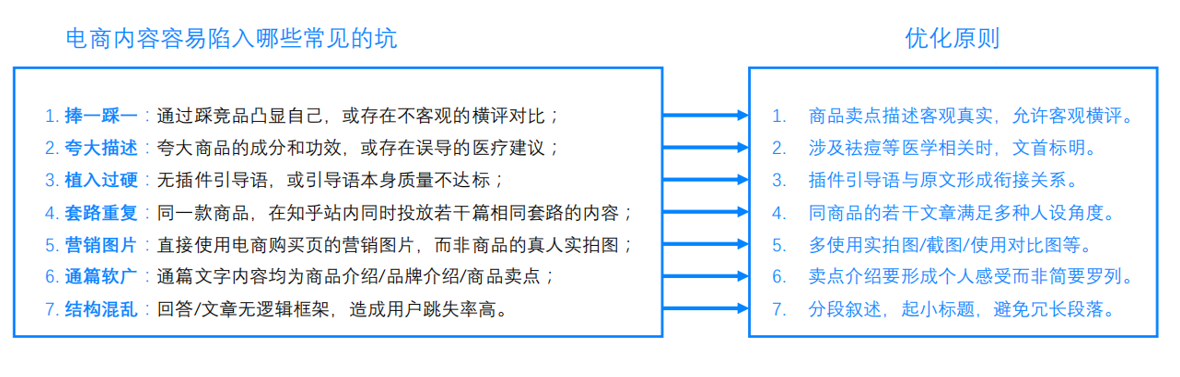 电商内容容易陷入哪些常见的坑
1. 捧一踩一：通过踩竞品凸显自己，或存在不客观的横评对比；
2. 夸大描述：夸大商品的成分和功效，或存在误导的医疗建议；
3. 植入过硬：无插件引导语，或引导语本身质量不达标；
4. 套路重复：同一款商品，在知乎站内同时投放若干篇相同套路的内容；
5. 营销图片：直接使用电商购买页的营销图片，而非商品的真人实拍图；
6. 通篇软广：通篇文字内容均为商品介绍/品牌介绍/商品卖点；
7. 结构混乱：回答/文章无逻辑框架，造成用户跳失率高。
优化原则
1. 商品卖点描述客观真实，允许客观横评。
2. 涉及祛痘等医学相关时，文首标明。
3. 插件引导语与原文形成衔接关系。
4. 同商品的若干文章满足多种人设角度。
5. 多使用实拍图/截图/使用对比图等。
6. 卖点介绍要形成个人感受而非简要罗列。
7. 分段叙述，起小标题，避免冗长段落。